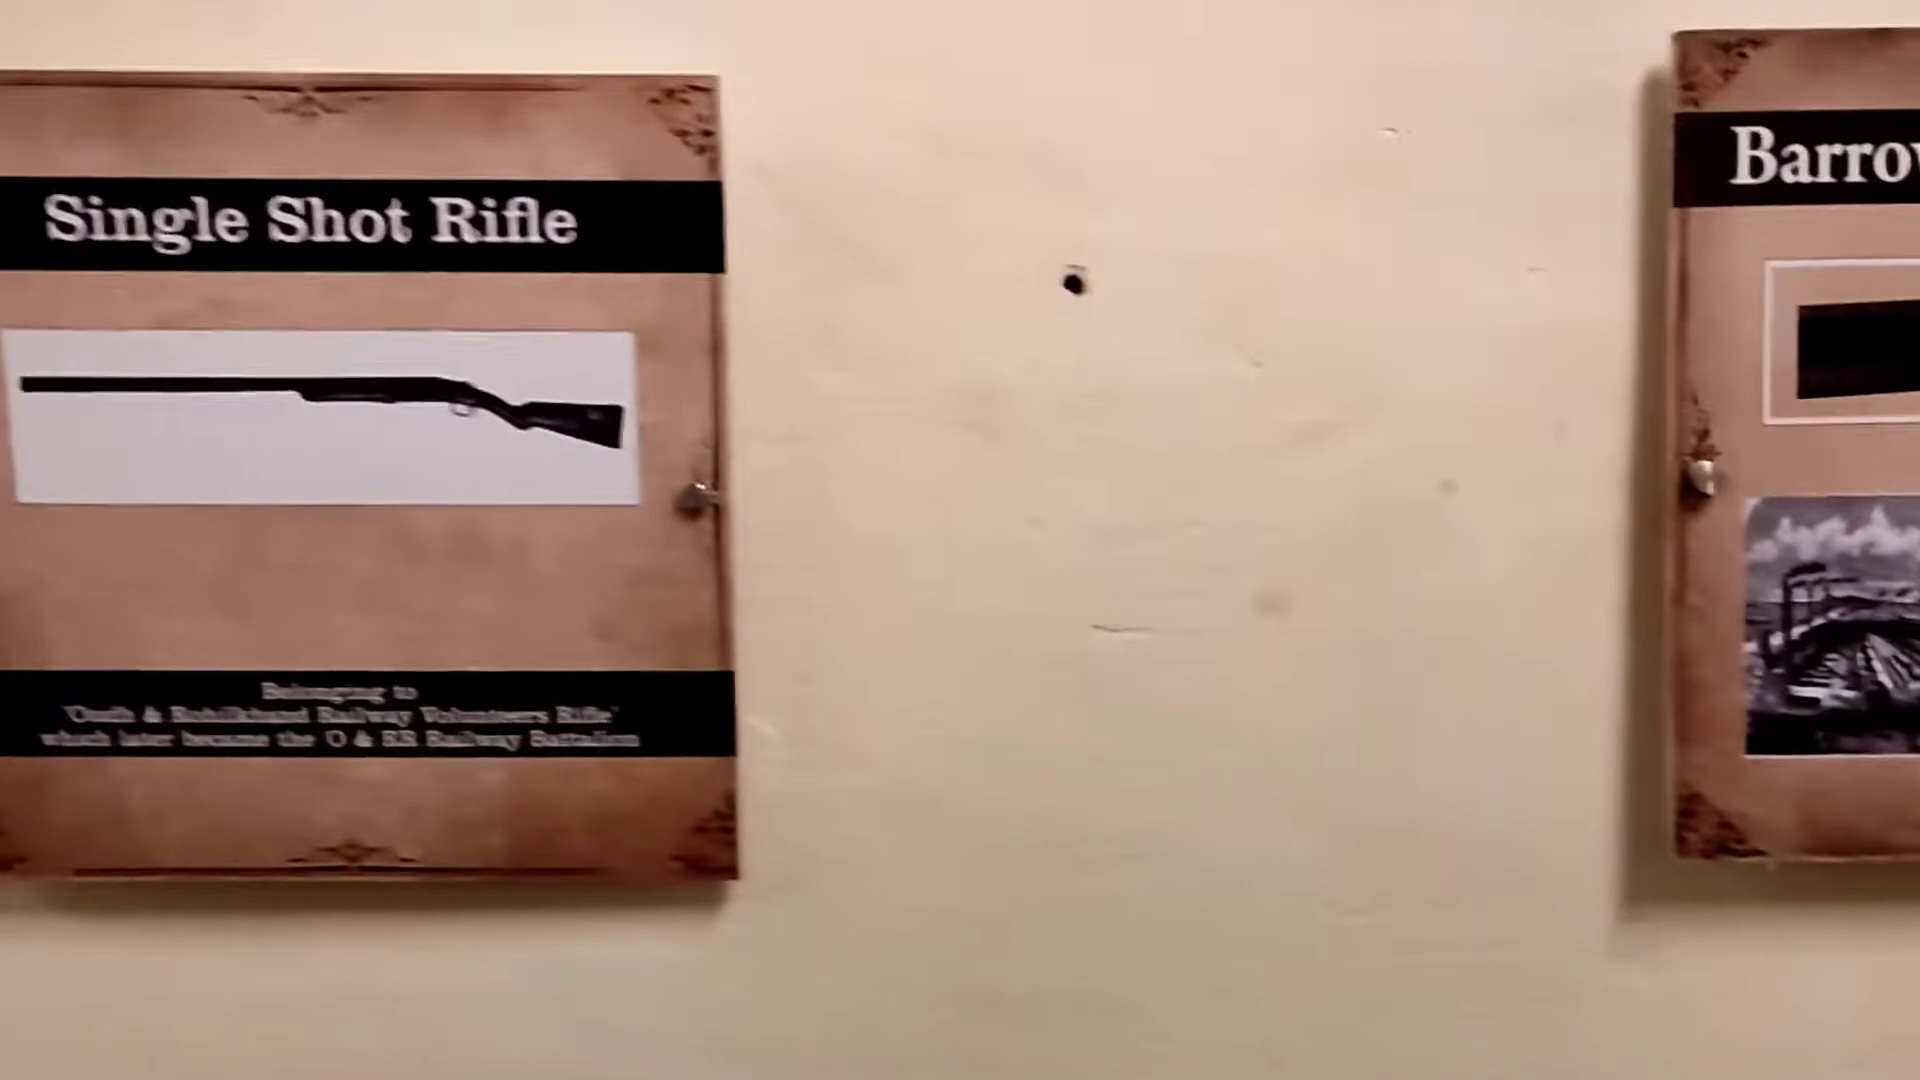 Single Shot Rifle
Belonging to
'Oudh & Rohilkhand Railway Volunteers Rifle'
which later became the 'O & RR Railway Battalion
Barrow